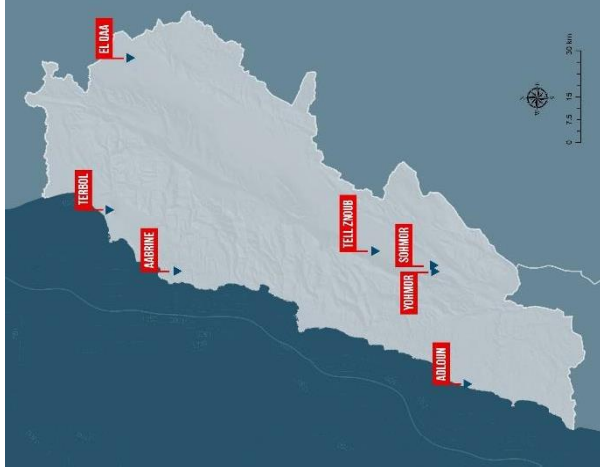 EL QAA
TERBOL
AABRINE
TELL ZNOUB
SOHMOR
YOHMOR
ADLOUN
0 7.5 15 30 km